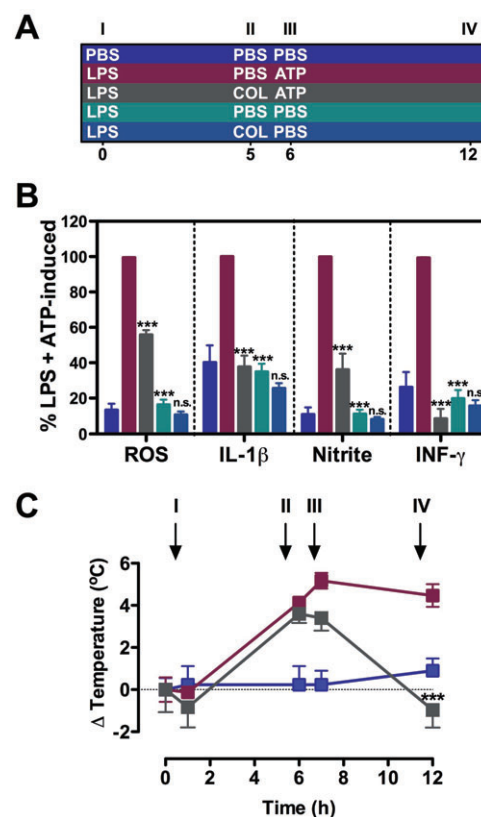 A
I II III IV
PBS PBS PBS
LPS PBS ATP
LPS COL ATP
LPS PBS PBS
LPS COL PBS
0 5 6 12
B
% LPS + ATP-induced
120
100
80
60
40
20
0
*** *** n.s.
*** *** n.s.
*** *** n.s.
*** *** n.s.
ROS IL-1β Nitrite INF-γ
C
I II III IV
Δ Temperature (ºC)
6
4
2
0
-2
***
0 2 4 6 8 10 12
Time (h)